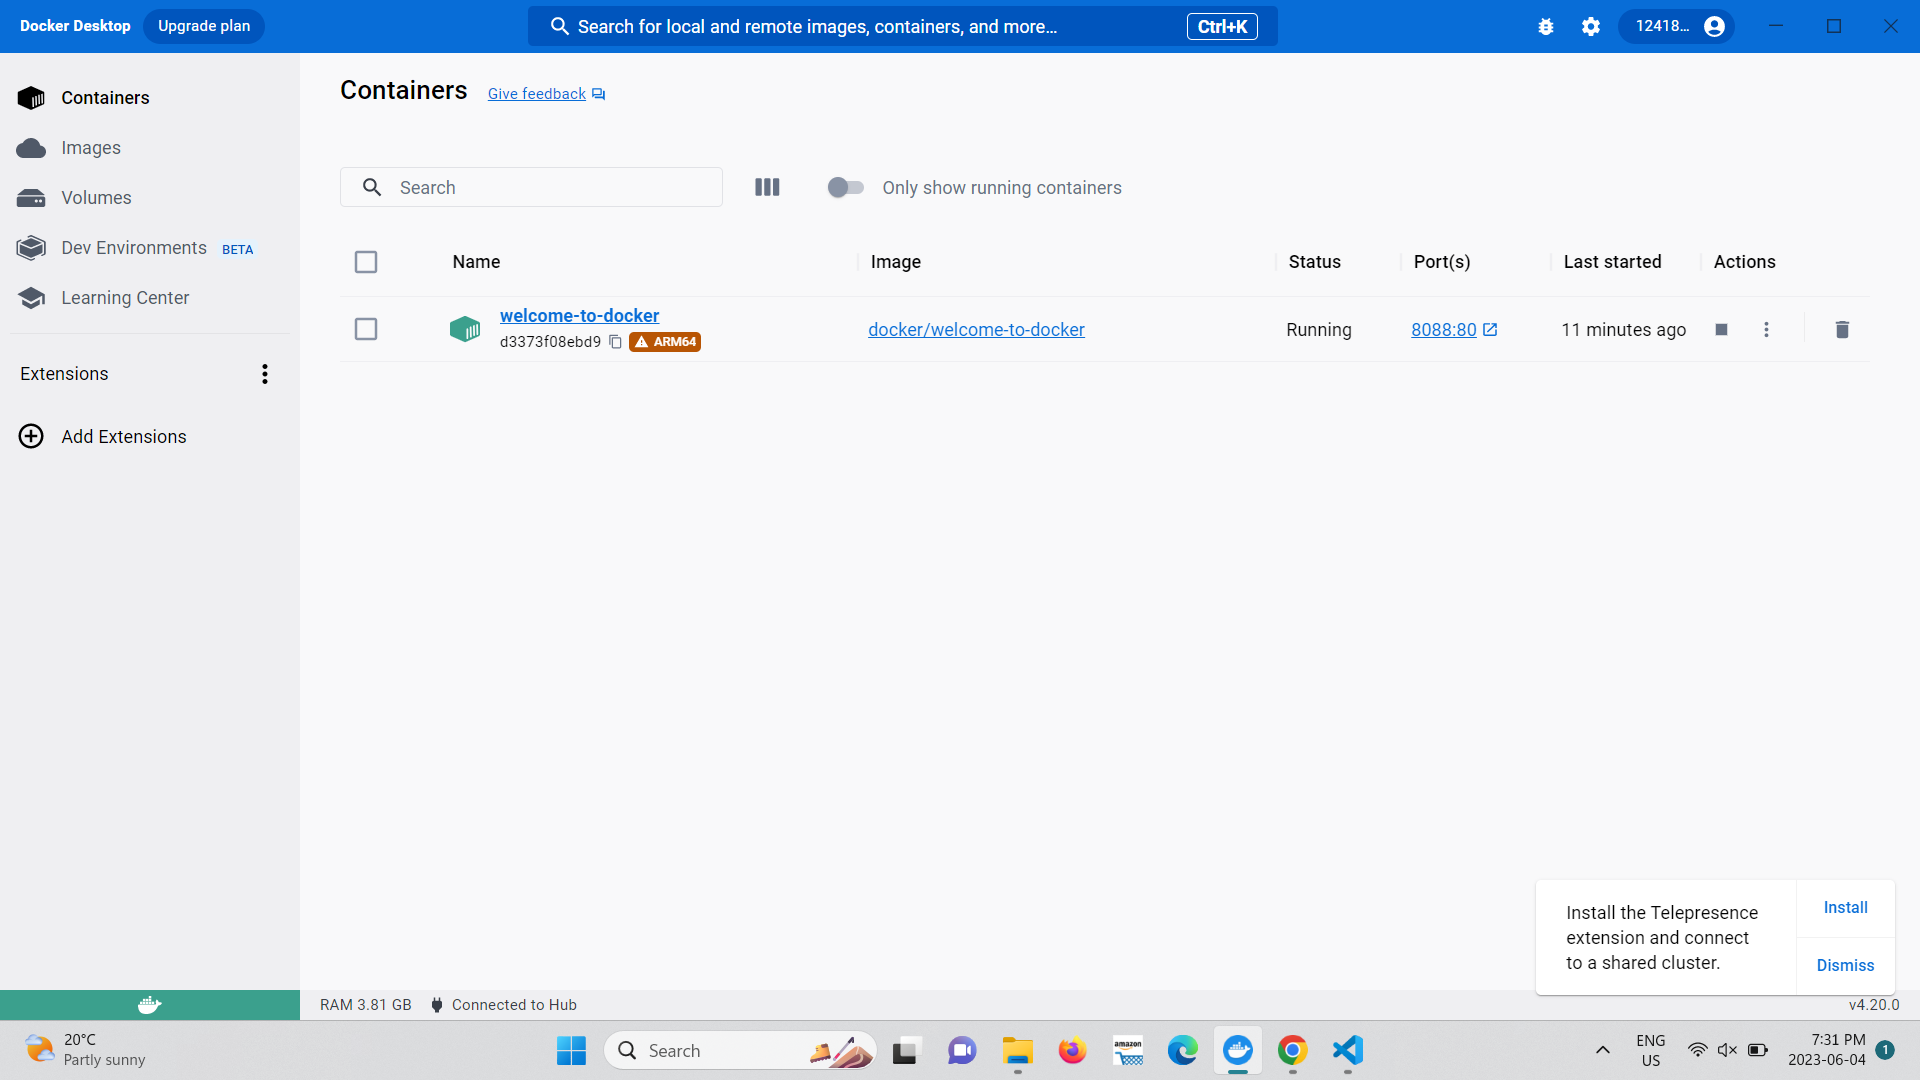 Docker Desktop
Upgrade plan
Search for local and remote images, containers, and more...
Ctrl+K
12418...
Containers
Images
Volumes
Dev Environments BETA
Learning Center
Extensions
Add Extensions
Containers
Give feedback
Search
Only show running containers
Name
Image
Status
Port(s)
Last started
Actions
welcome-to-docker
d3373f08ebd9
ARM64
docker/welcome-to-docker
Running
8088:80
11 minutes ago
Install the Telepresence
extension and connect
to a shared cluster.
Install
Dismiss
RAM 3.81 GB
Connected to Hub
v4.20.0
20°C
Partly sunny
Search
amazon
ENG
US
7:31 PM
2023-06-04
1